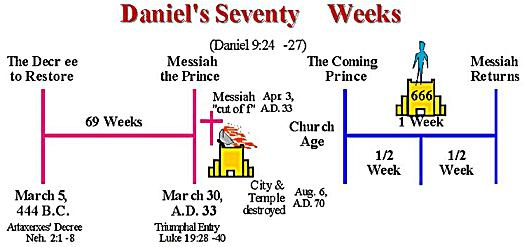 Daniel's Seventy Weeks
(Daniel 9:24 -27)
The Decr ee
to Restore
Messiah
the Prince
The Coming
Prince
Messiah
Returns
Messiah
"cut of f"
Apr. 3,
A.D. 33
666
1 Week
69 Weeks
Church
Age
1/2
Week
1/2
Week
City &
Temple
destroyed
Aug. 6,
A.D. 70
March 5,
444 B.C.
Artaxerxes' Decree
Neh. 2:1 -8
March 30,
A.D. 33
Triumphal Entry
Luke 19:28 -40